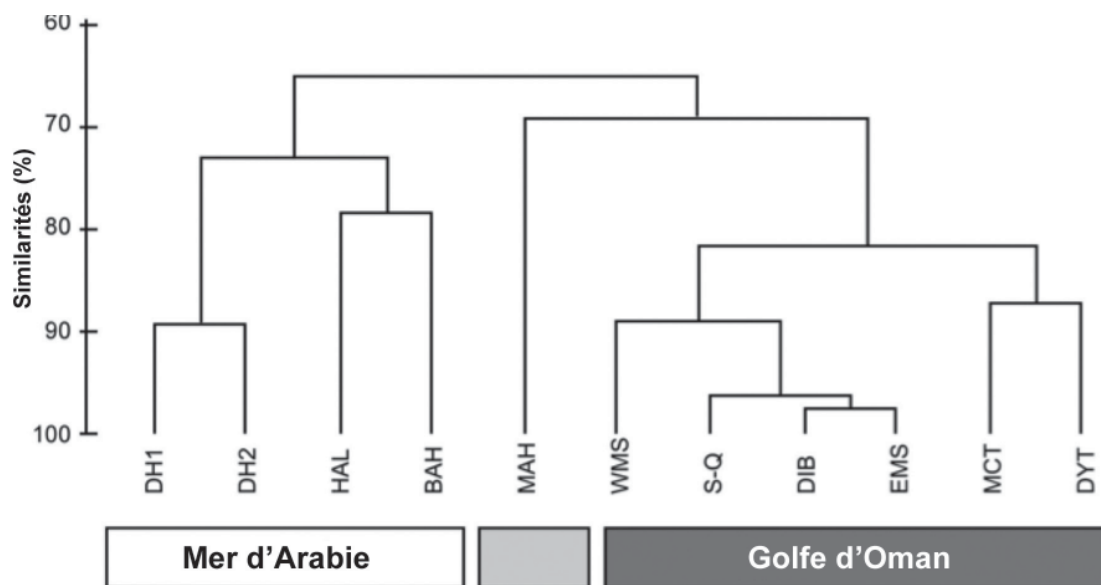 60
70
80
90
100
Similarités (%)
DH1 DH2 HAL BAH MAH WMS S-Q DIB EMS MCT DYT
Mer d’Arabie Golfe d’Oman